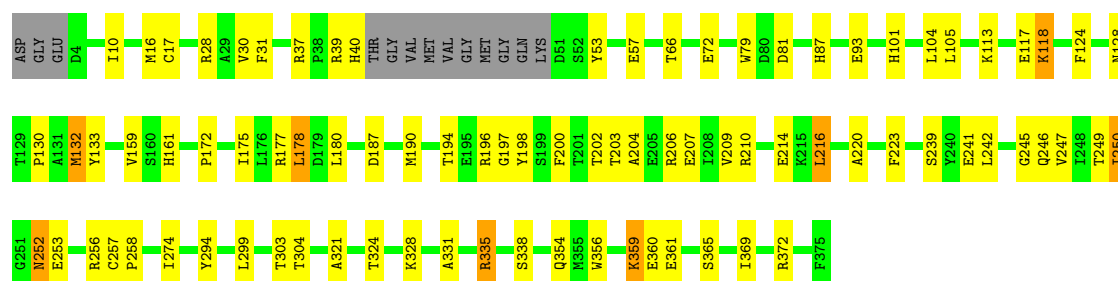 ASP GLY GLU D4 I10 M16 C17 R28 A29 V30 F31 R37 P38 R39 H40 THR GLY VAL MET VAL GLY MET GLY GLN LYS D51 S52 Y53 E57 T66 E72 W79 D80 D81 H87 E93 H101 L104 L105 K113 E117 K118 F124 N128
T129 P130 A131 M132 Y133 V159 S160 H161 P172 I175 L176 R177 L178 D179 L180 D187 M190 T194 E195 R196 G197 Y198 S199 F200 T201 T202 T203 A204 E205 R206 E207 I208 V209 R210 E214 K215 L216 A220 F223 S239 Y240 E241 L242 G245 Q246 V247 I248 T249 I250
G251 N252 E253 R256 C257 P258 I274 Y294 L299 T303 T304 A321 T324 K328 A331 R335 S338 Q354 M355 W356 K359 E360 E361 S365 I369 R372 F375